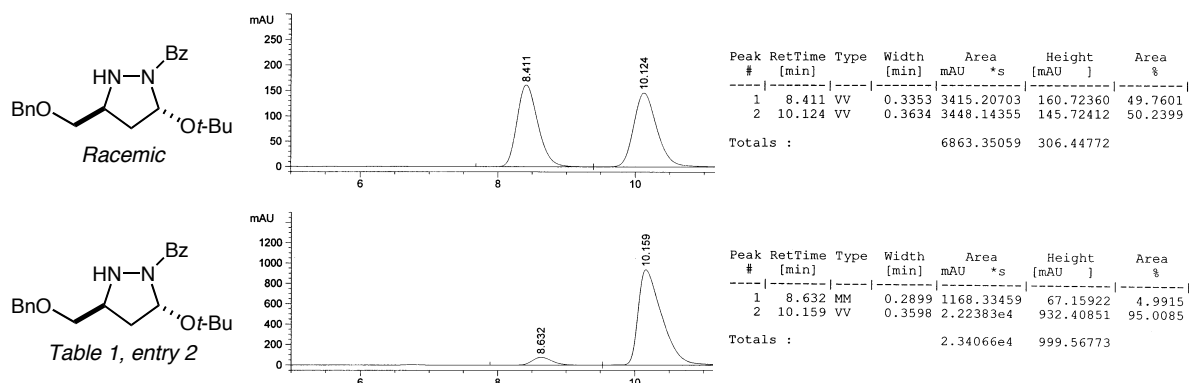 Bz
HN N
BnO
Ot-Bu
Racemic
mAU
250
200
150
100
50
0
8.411
10.124
6 8 10
Peak RetTime Type Width Area Height Area
# [min] [min] mAU *s [mAU ] %
----|-------|----|-------|----------|----------|--------|
1 8.411 VV 0.3353 3415.20703 160.72360 49.7601
2 10.124 VV 0.3634 3448.14355 145.72412 50.2399
Totals : 6863.35059 306.44772
Bz
HN N
BnO
Ot-Bu
Table 1, entry 2
mAU
1200
1000
800
600
400
200
0
8.632
10.159
6 8 10
Peak RetTime Type Width Area Height Area
# [min] [min] mAU *s [mAU ] %
----|-------|----|-------|----------|----------|--------|
1 8.632 MM 0.2899 1168.33459 67.15922 4.9915
2 10.159 VV 0.3598 2.22383e4 932.40851 95.0085
Totals : 2.34066e4 999.56773